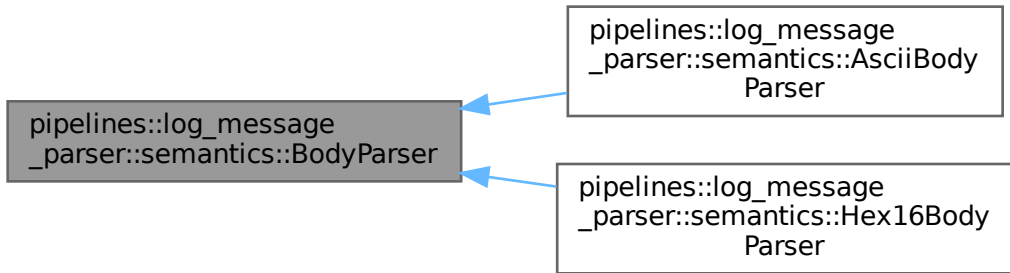 pipelines::log_message
_parser::semantics::AsciiBody
Parser
pipelines::log_message
_parser::semantics::BodyParser
pipelines::log_message
_parser::semantics::Hex16Body
Parser